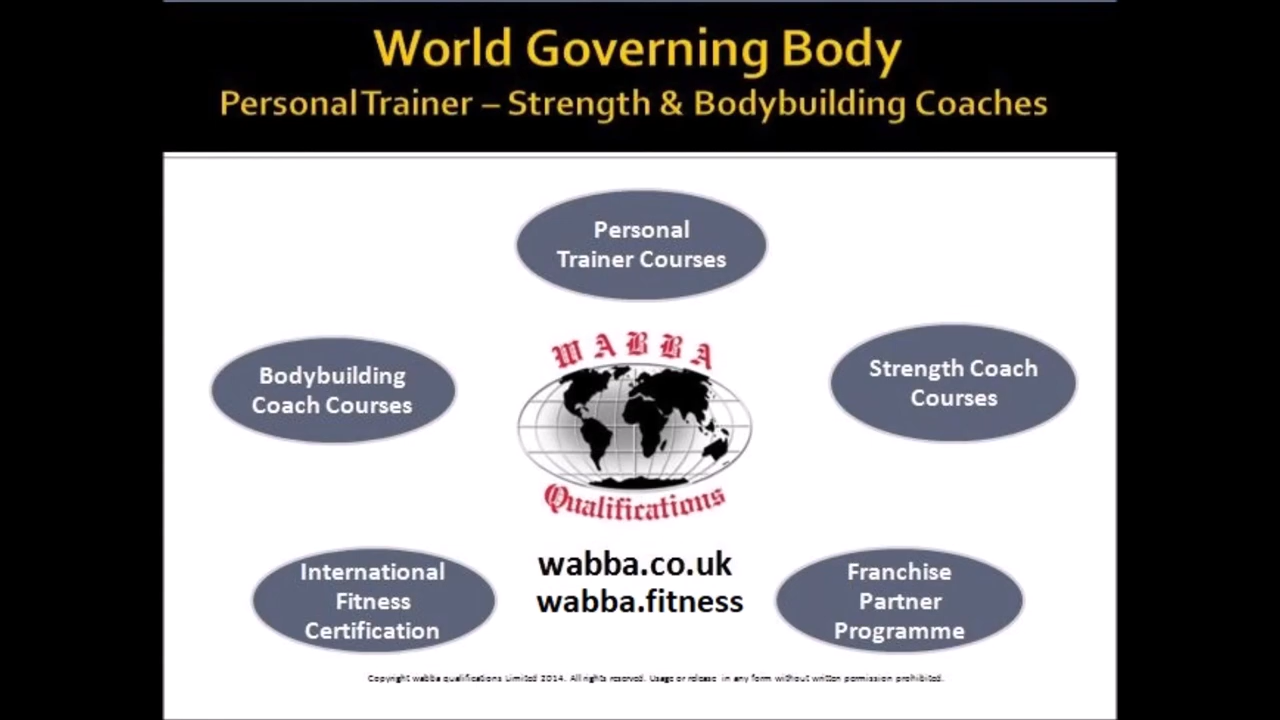 World Governing Body
Personal Trainer – Strength & Bodybuilding Coaches
Personal
Trainer Courses
Bodybuilding
Coach Courses
WABBA
Qualifications
Strength Coach
Courses
International
Fitness
Certification
wabba.co.uk
wabba.fitness
Franchise
Partner
Programme
Copyright wabba qualifications Limited 2014. All rights reserved. Usage or release in any form without written permission prohibited.